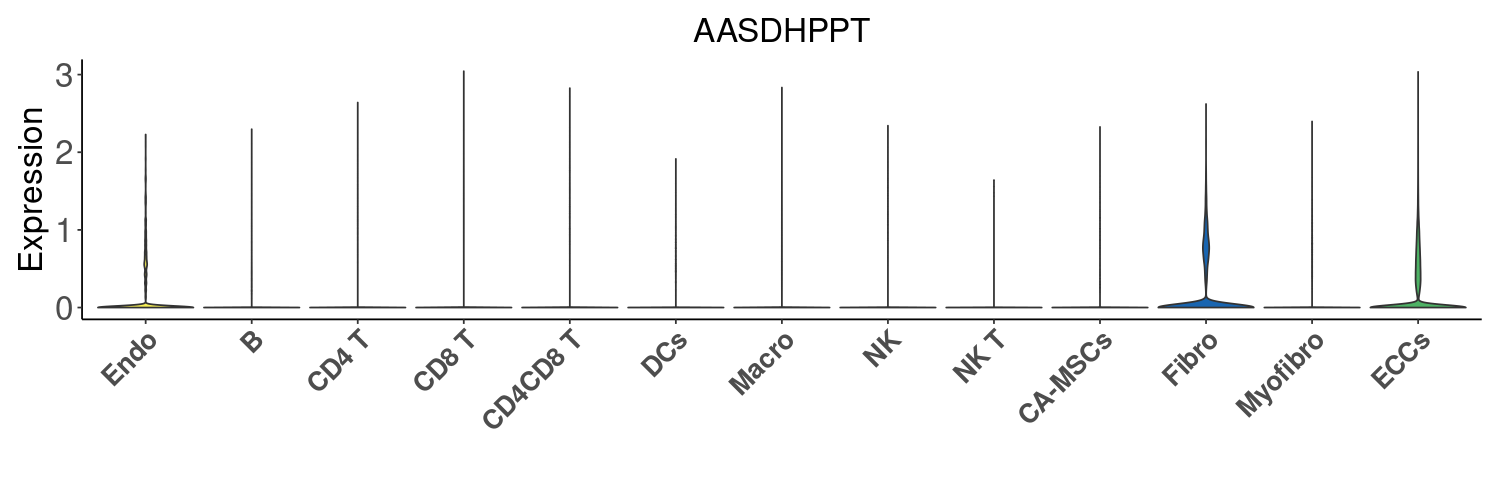 AASDHPPT
Expression
3
2
1
0
Endo
B
CD4 T
CD8 T
CD4CD8 T
DCs
Macro
NK
NK T
CA-MSCs
Fibro
Myofibro
ECCs